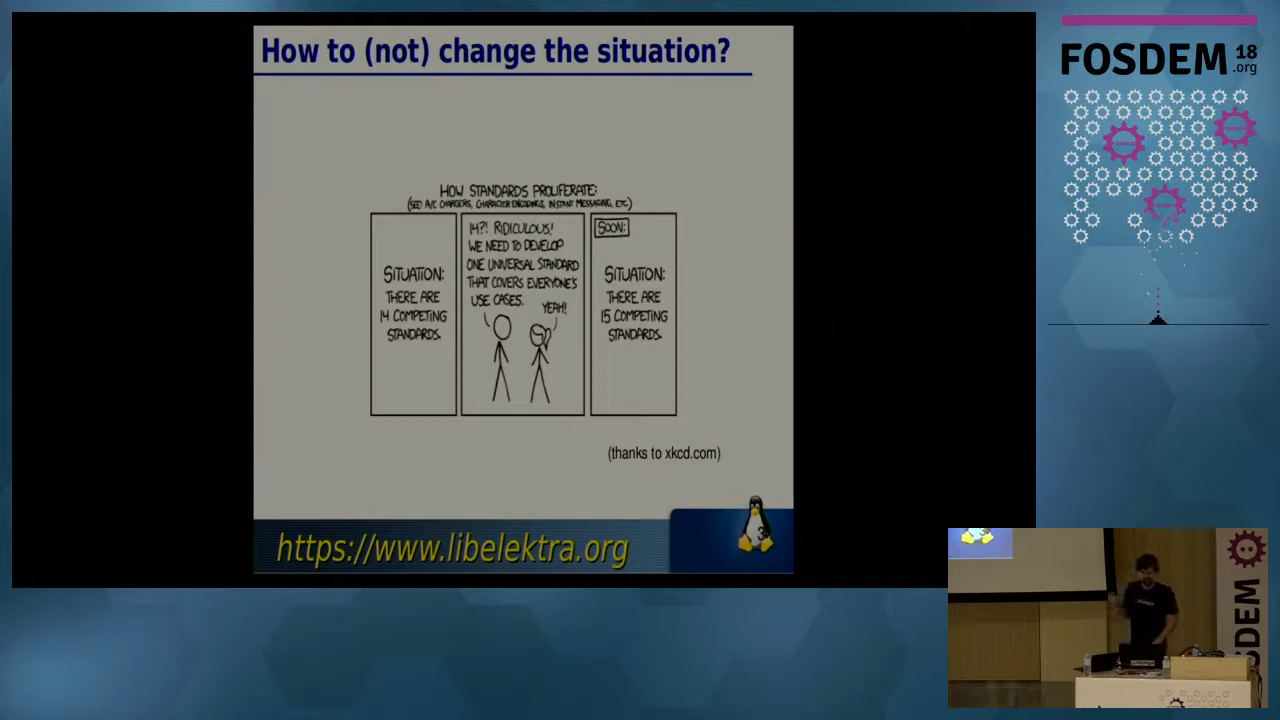 How to (not) change the situation?
HOW STANDARDS PROLIFERATE:
(SEE: A/C CHARGERS, CHARACTER ENCODINGS, INSTANT MESSAGING, ETC.)
SITUATION:
THERE ARE
14 COMPETING
STANDARDS.
14?! RIDICULOUS!
WE NEED TO DEVELOP
ONE UNIVERSAL STANDARD
THAT COVERS EVERYONE'S
USE CASES.
YEAH!
SOON:
SITUATION:
THERE ARE
15 COMPETING
STANDARDS.
(thanks to xkcd.com)
https://www.libelektra.org
FOSDEM 18
.org
FOSDEM